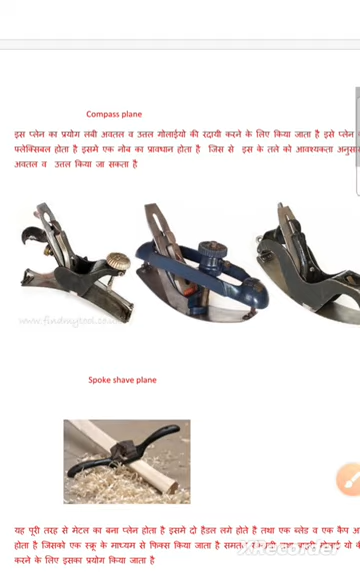 Compass plane
इस प्लेन का प्रयोग लंबी अवतल व उत्तल गोलाईयो की रंदायी करने के लिए किया जाता है इसे प्लेन
फ्लेक्सिबल होता है इसमे एक नोब का प्रावधान होता है जिस से इस के तले को आवश्यकता अनुसा
अवतल व उत्तल किया जा सकता है
www.findmytool.co
Spoke shave plane
यह पूरी तरह से मेटल का बना प्लेन होता है इसमें दो हैंडल लगे होते हैं तथा एक ब्लेड व एक कैप
होता है जिसको एक स्क्रू के माध्यम से फिक्स किया जाता है
करने के लिए इसका प्रयोग किया जाता है
XRecorder